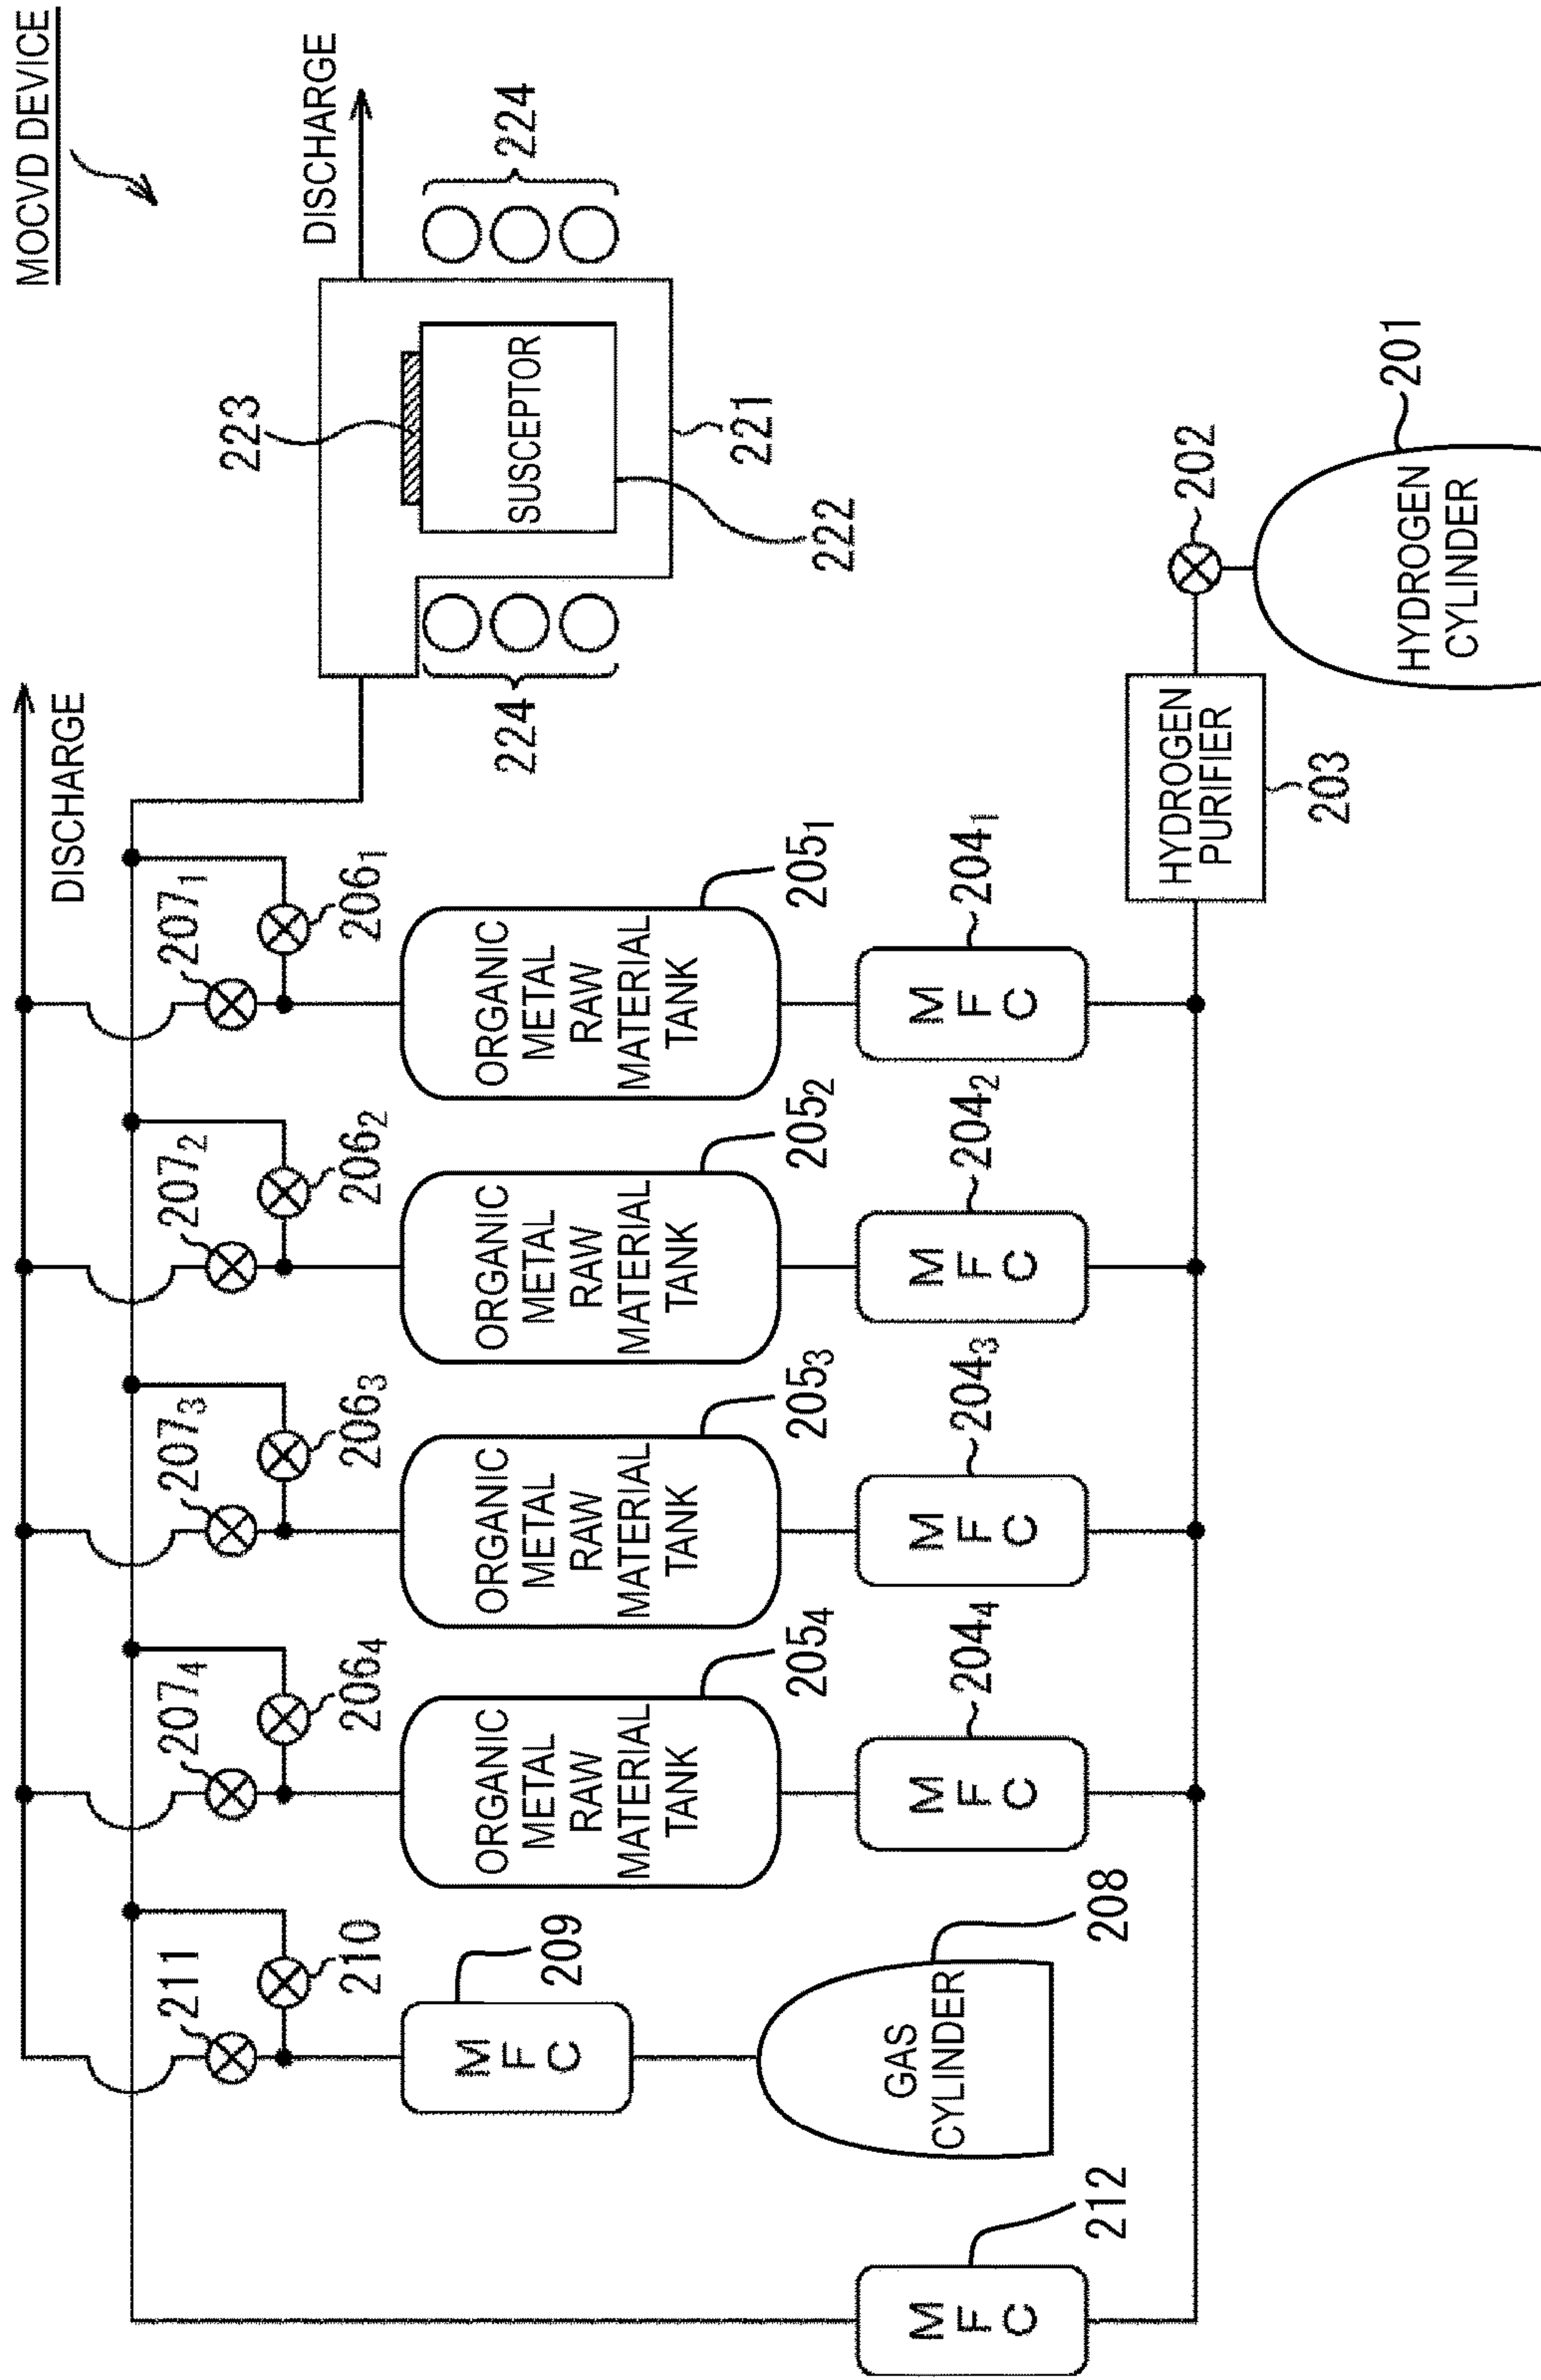 MOCVD DEVICE
DISCHARGE
207₁
206₁
207₂
206₂
207₃
206₃
207₄
206₄
211
210
DISCHARGE
223
224
224
SUSCEPTOR
221
222
ORGANIC
METAL
RAW
MATERIAL
TANK
205₁
ORGANIC
METAL
RAW
MATERIAL
TANK
205₂
ORGANIC
METAL
RAW
MATERIAL
TANK
205₃
ORGANIC
METAL
RAW
MATERIAL
TANK
205₄
M
F
C
209
GAS
CYLINDER
208
M
F
C
204₁
M
F
C
204₂
M
F
C
204₃
M
F
C
204₄
M
F
C
212
HYDROGEN
PURIFIER
203
202
HYDROGEN
CYLINDER
201